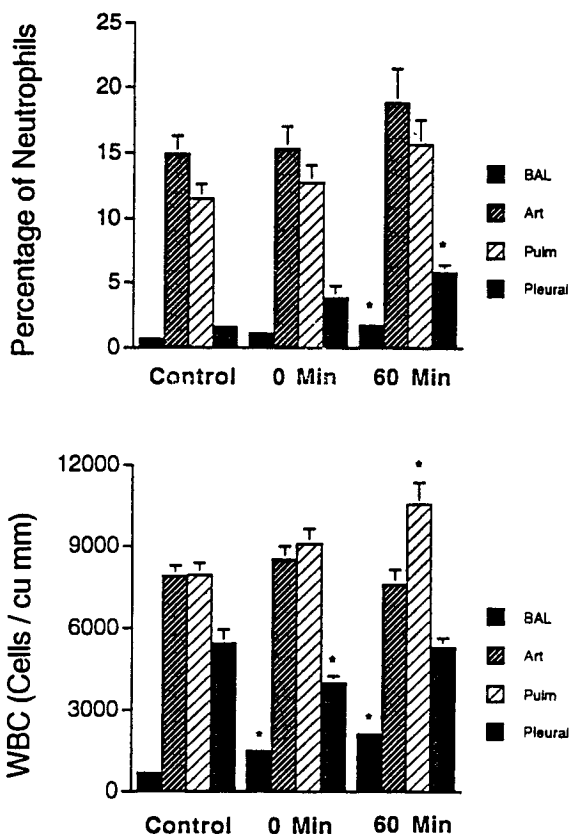 Percentage of Neutrophils
25
20
15
10
5
0
*
*
Control 0 Min 60 Min
BAL
Art
Pulm
Pleural
WBC (Cells / cu mm)
12000
9000
6000
3000
0
*
*
*
*
Control 0 Min 60 Min
BAL
Art
Pulm
Pleural